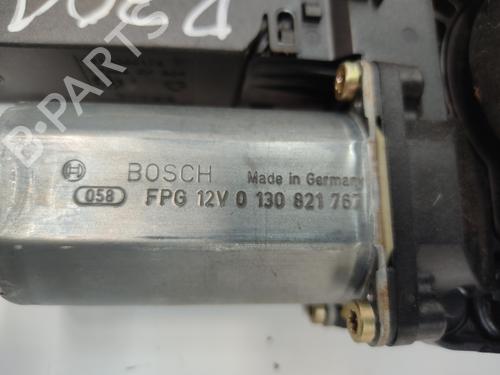 BOSCH Made in Germany
058 FPG 12V 0 130 821 767
B-PARTS